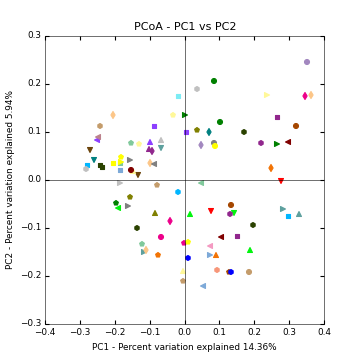 PCoA - PC1 vs PC2
0.3
0.2
0.1
0.0
−0.1
−0.2
−0.3
PC2 - Percent variation explained 5.94%
−0.4 −0.3 −0.2 −0.1 0.0 0.1 0.2 0.3 0.4
PC1 - Percent variation explained 14.36%